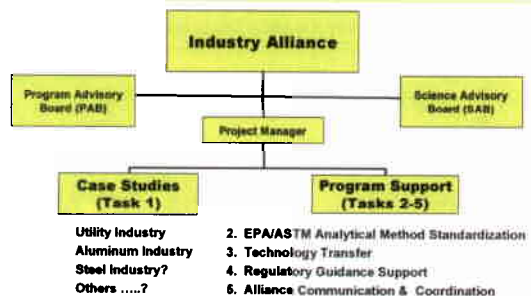 Industry Alliance
Program Advisory
Board (PAB)
Science Advisory
Board (SAB)
Project Manager
Case Studies
(Task 1)
Program Support
(Tasks 2-5)
Utility Industry
Aluminum Industry
Steel Industry?
Others .....?
2. EPA/ASTM Analytical Method Standardization
3. Technology Transfer
4. Regulatory Guidance Support
5. Alliance Communication & Coordination